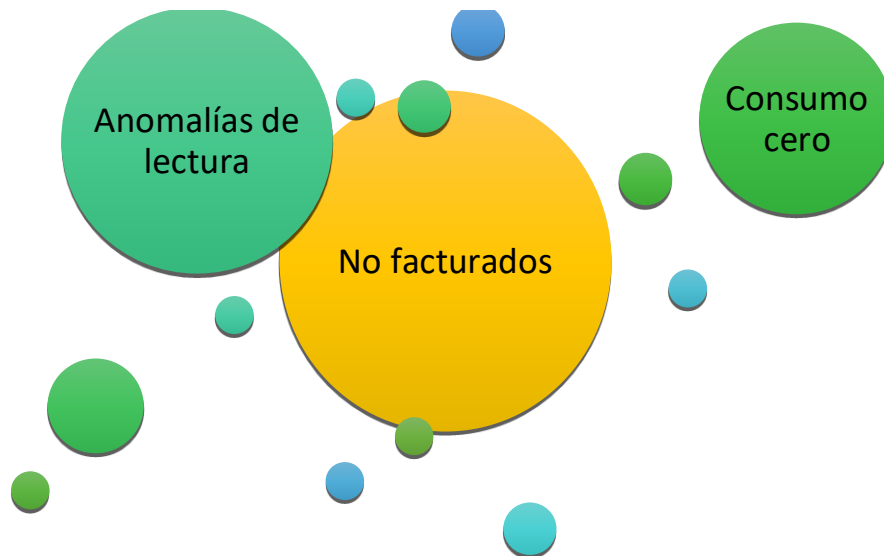 Anomalías de
lectura
No facturados
Consumo
cero